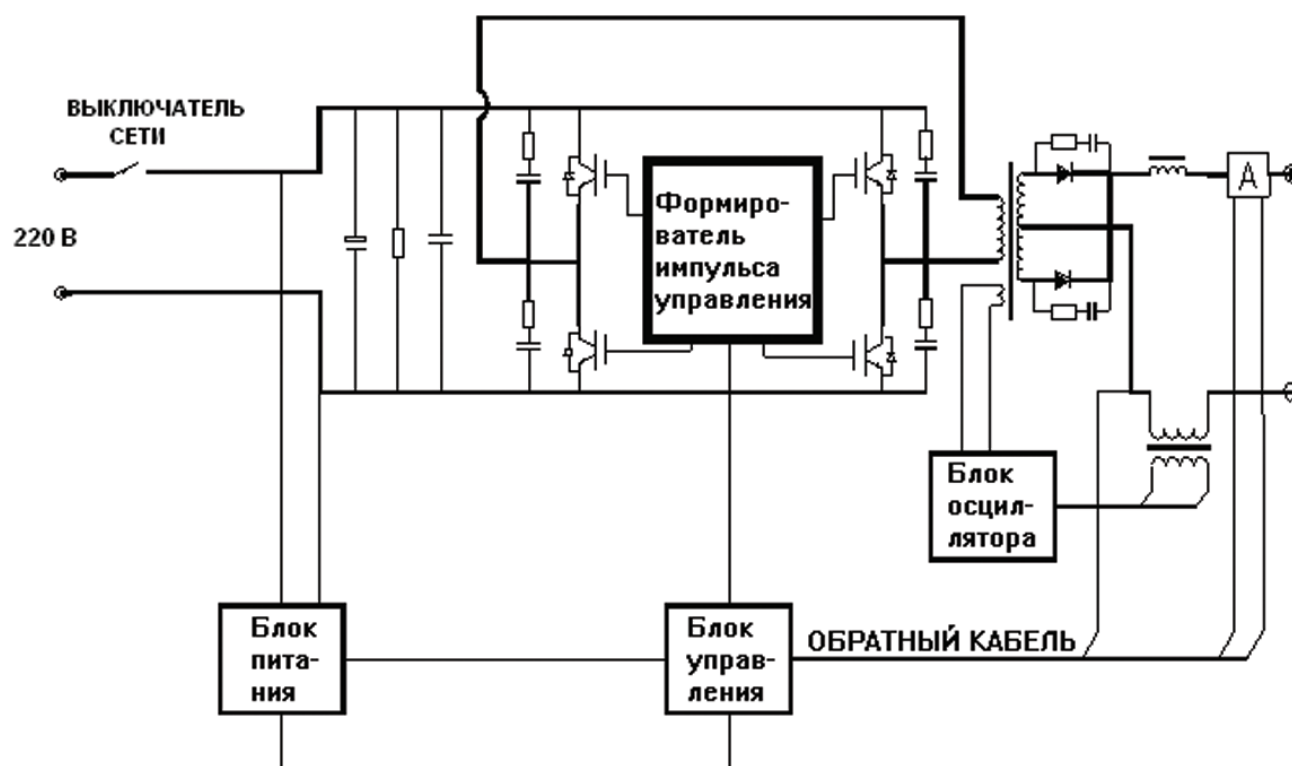 ВЫКЛЮЧАТЕЛЬ
СЕТИ
220 В
Формиро-
ватель
импульса
управления
А
Блок
осцил-
лятора
Блок
пита-
ния
Блок
управ-
ления
ОБРАТНЫЙ КАБЕЛЬ